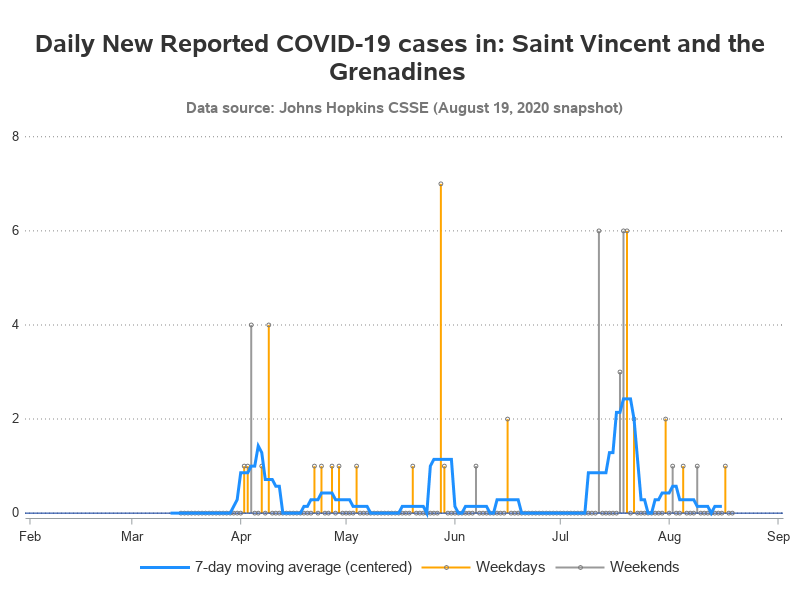 Daily New Reported COVID-19 cases in: Saint Vincent and the
Grenadines
Data source: Johns Hopkins CSSE (August 19, 2020 snapshot)
8
6
4
2
0
Feb Mar Apr May Jun Jul Aug Sep
7-day moving average (centered) Weekdays Weekends